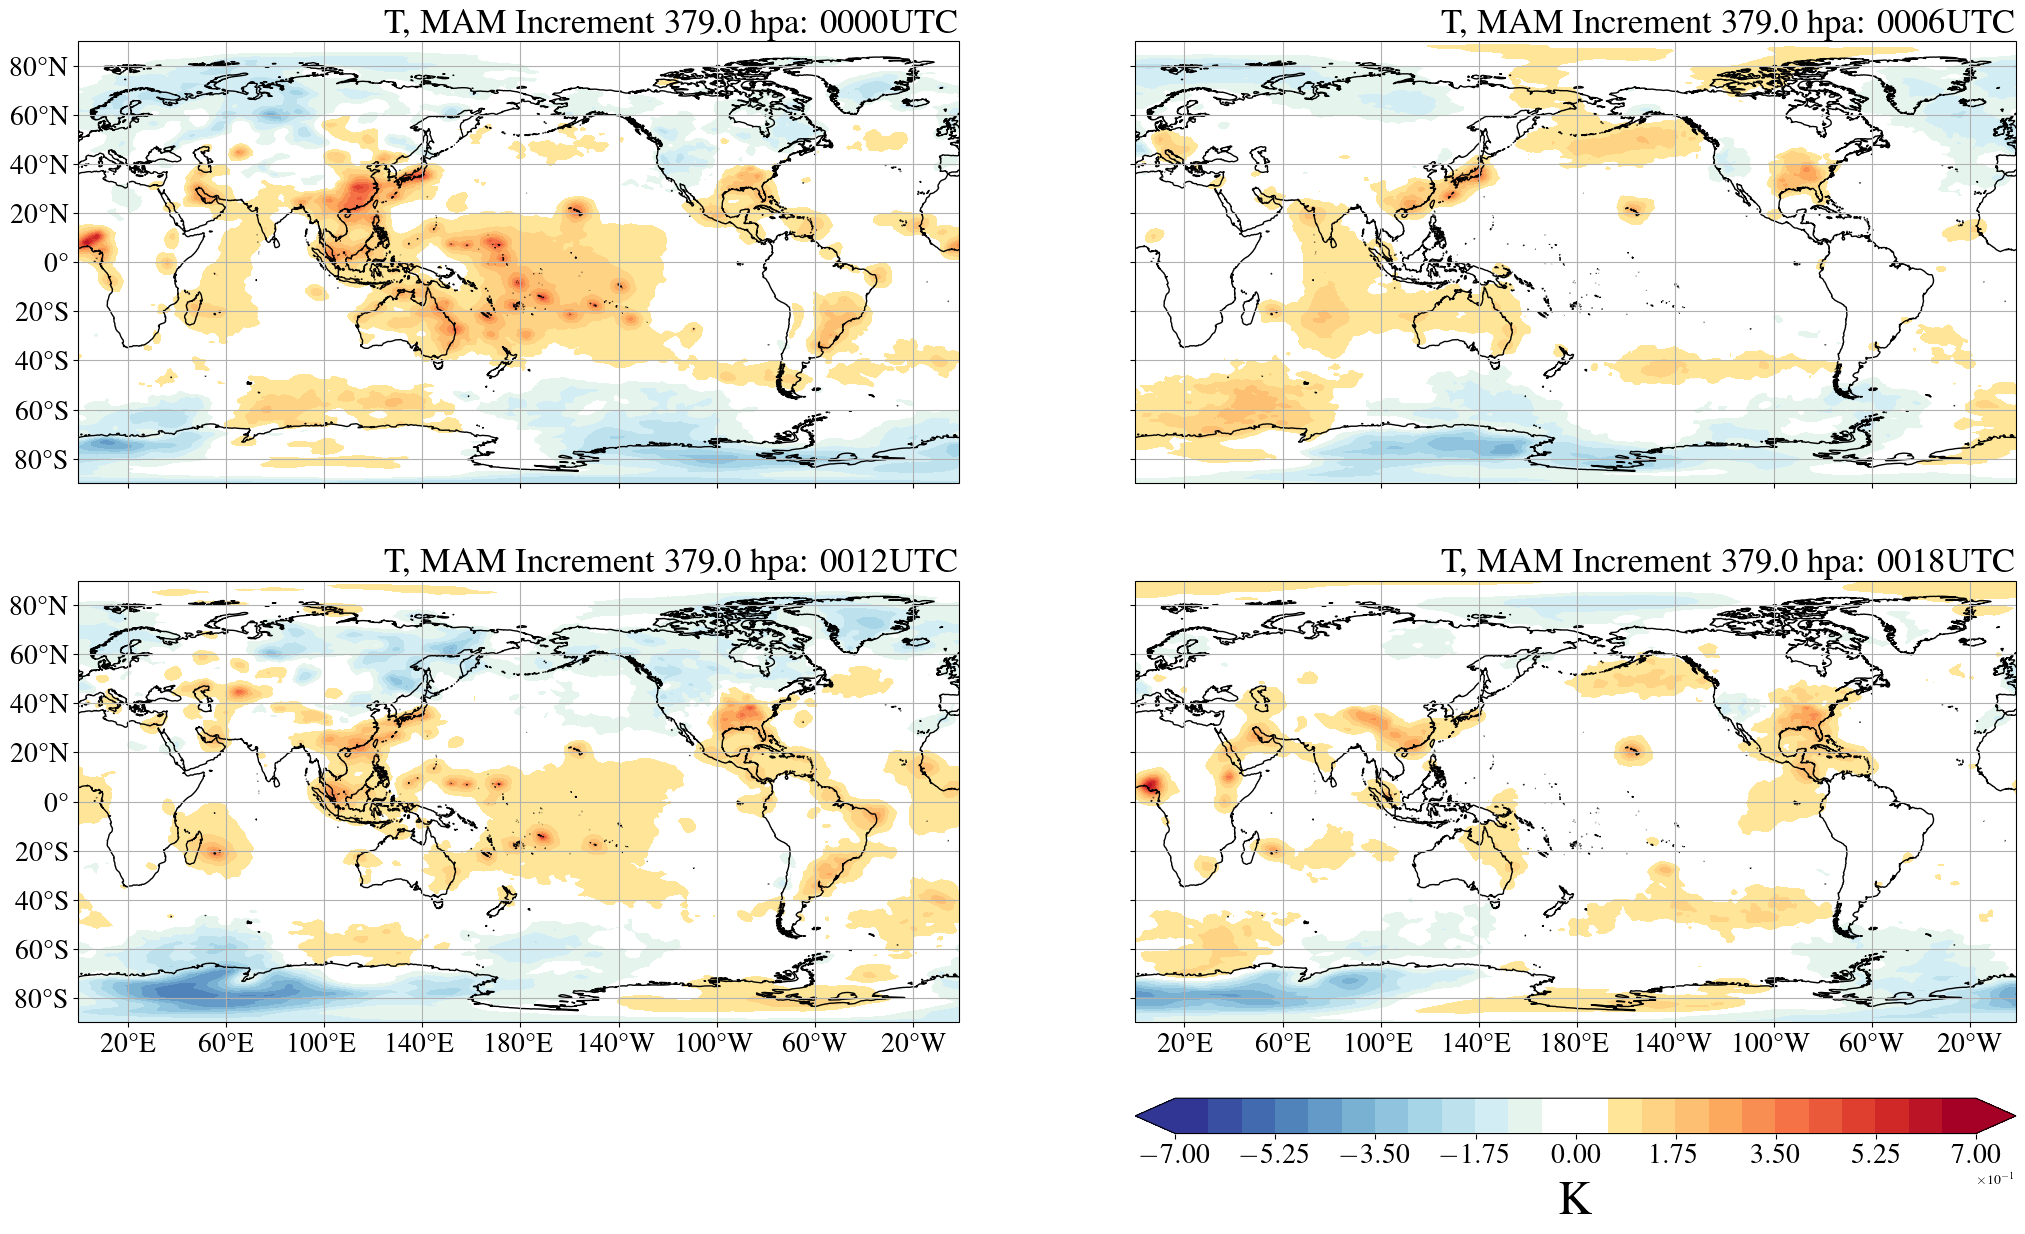 T, MAM Increment 379.0 hpa: 0000UTC
T, MAM Increment 379.0 hpa: 0006UTC
80°N
60°N
40°N
20°N
0°
20°S
40°S
60°S
80°S
T, MAM Increment 379.0 hpa: 0012UTC
T, MAM Increment 379.0 hpa: 0018UTC
80°N
60°N
40°N
20°N
0°
20°S
40°S
60°S
80°S
20°E 60°E 100°E 140°E 180°E 140°W 100°W 60°W 20°W
20°E 60°E 100°E 140°E 180°E 140°W 100°W 60°W 20°W
−7.00 −5.25 −3.50 −1.75 0.00 1.75 3.50 5.25 7.00
×10⁻¹
K